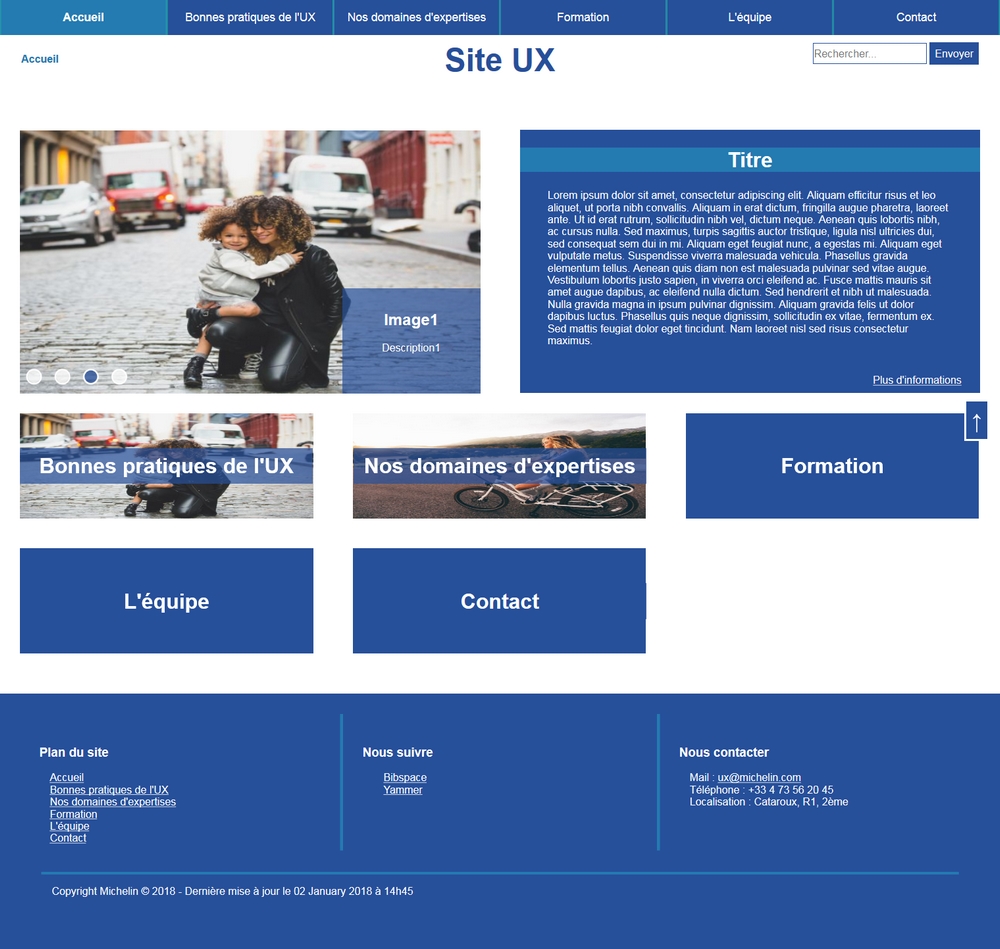 Accueil
Bonnes pratiques de l'UX
Nos domaines d'expertises
Formation
L'équipe
Contact
Accueil
Site UX
Rechercher...
Envoyer
Image1
Description1
Titre
Lorem ipsum dolor sit amet, consectetur adipiscing elit. Aliquam efficitur risus et leo
aliquet, ut porta nibh convallis. Aliquam in erat dictum, fringilla augue pharetra, laoreet
ante. Ut id erat rutrum, sollicitudin nibh vel, dictum neque. Aenean quis lobortis nibh,
ac cursus nulla. Sed maximus, turpis sagittis auctor tristique, ligula nisl ultricies dui,
sed consequat sem dui in mi. Aliquam eget feugiat nunc, a egestas mi. Aliquam eget
vulputate metus. Suspendisse viverra malesuada vehicula. Phasellus gravida
elementum tellus. Aenean quis diam non est malesuada pulvinar sed vitae augue.
Vestibulum lobortis justo sapien, in viverra orci eleifend ac. Fusce mattis mauris sit
amet augue dapibus, ac eleifend nulla dictum. Sed hendrerit et nibh ut malesuada.
Nulla gravida magna in ipsum pulvinar dignissim. Aliquam gravida felis ut dolor
dapibus luctus. Phasellus quis neque dignissim, sollicitudin ex vitae, fermentum ex.
Sed mattis feugiat dolor eget tincidunt. Nam laoreet nisl sed risus consectetur
maximus.
Plus d'informations
Bonnes pratiques de l'UX
Nos domaines d'expertises
Formation
L'équipe
Contact
Plan du site
Accueil
Bonnes pratiques de l'UX
Nos domaines d'expertises
Formation
L'équipe
Contact
Nous suivre
Bibspace
Yammer
Nous contacter
Mail : ux@michelin.com
Téléphone : +33 4 73 56 20 45
Localisation : Cataroux, R1, 2ème
Copyright Michelin © 2018 - Dernière mise à jour le 02 January 2018 à 14h45